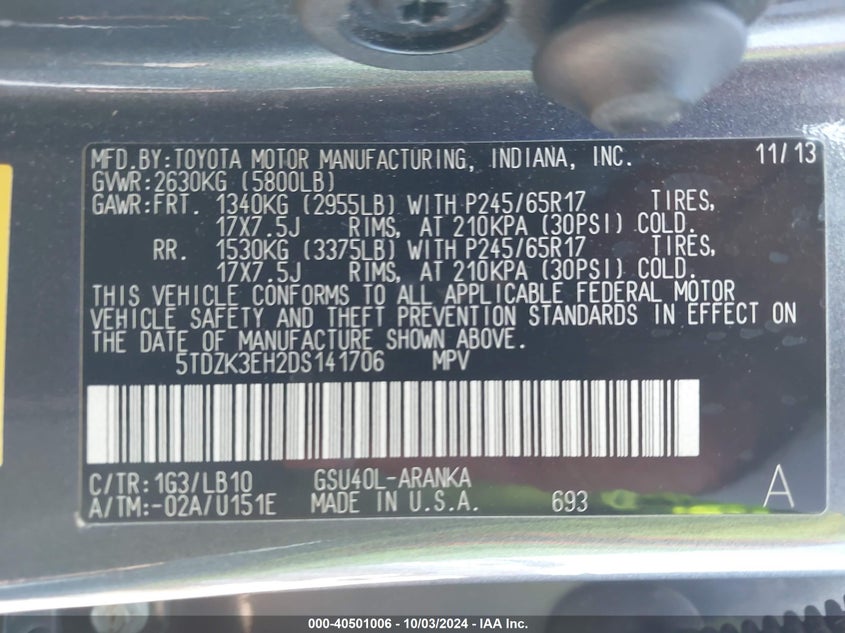 MFD.BY:TOYOTA MOTOR MANUFACTURING, INDIANA, INC. 11/13
GVWR:2630KG (5800LB)
GAWR:FRT. 1340KG (2955LB) WITH P245/65R17 TIRES,
17X7.5J RIMS, AT 210KPA (30PSI) COLD.
RR. 1530KG (3375LB) WITH P245/65R17 TIRES,
17X7.5J RIMS, AT 210KPA (30PSI) COLD.
THIS VEHICLE CONFORMS TO ALL APPLICABLE FEDERAL MOTOR
VEHICLE SAFETY AND THEFT PREVENTION STANDARDS IN EFFECT ON
THE DATE OF MANUFACTURE SHOWN ABOVE.
5TDZK3EH2DS141706 MPV
C/TR:1G3/LB10 GSU40L-ARANKA
A/TM:-02A/U151E MADE IN U.S.A. 693 A
000-40501006 - 10/03/2024 - IAA Inc.